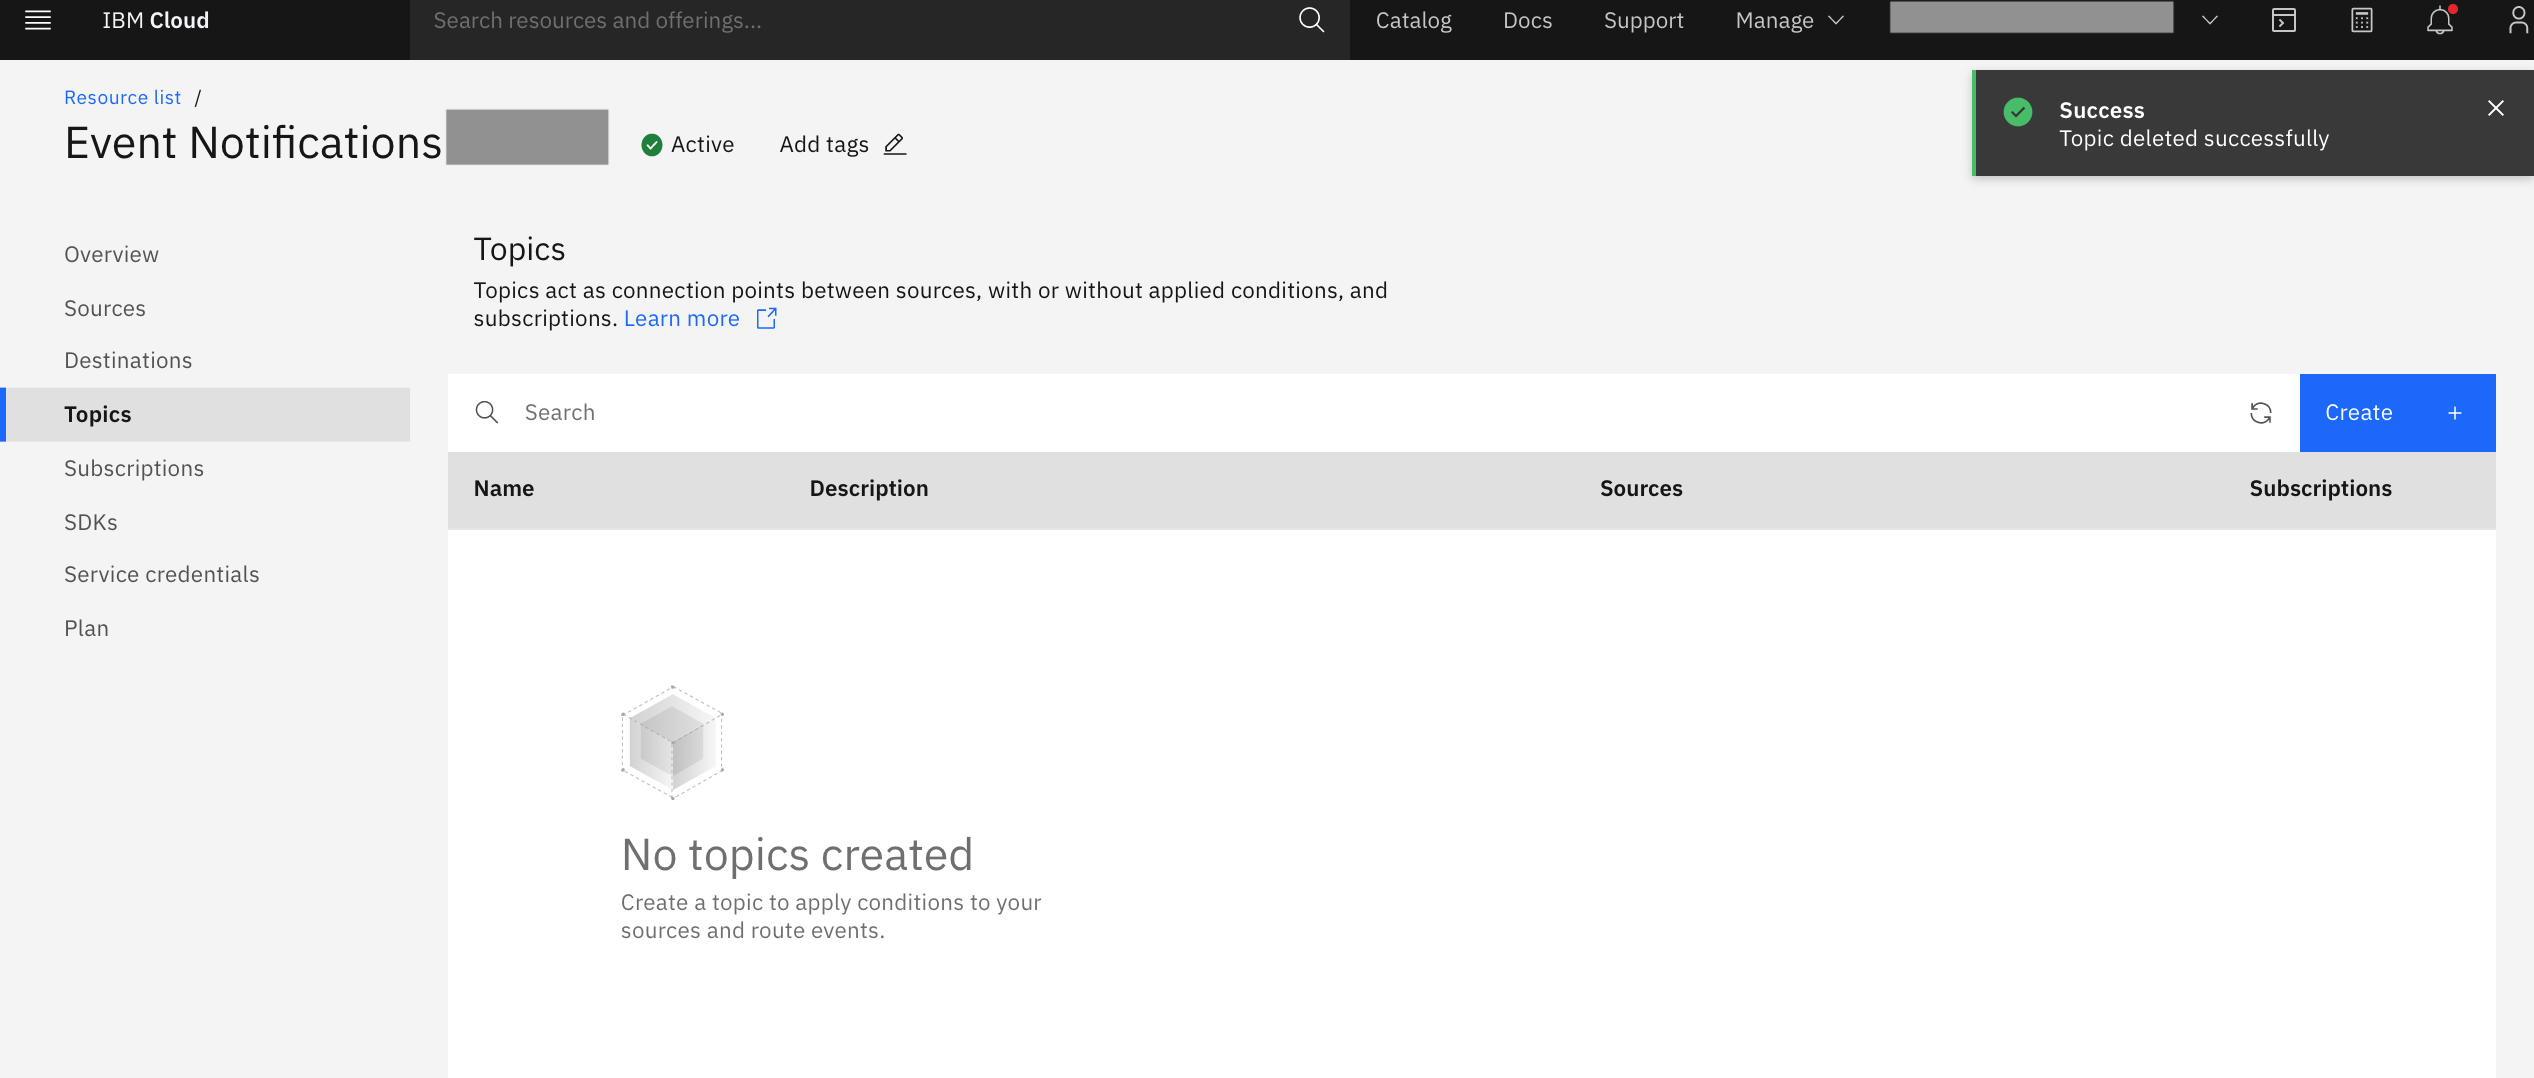 IBM Cloud
Search resources and offerings...
Catalog
Docs
Support
Manage
Resource list /
Event Notifications
Active
Add tags
Success
Topic deleted successfully
Overview
Sources
Destinations
Topics
Subscriptions
SDKs
Service credentials
Plan
Topics
Topics act as connection points between sources, with or without applied conditions, and
subscriptions. Learn more
Search
Create +
Name
Description
Sources
Subscriptions
No topics created
Create a topic to apply conditions to your
sources and route events.